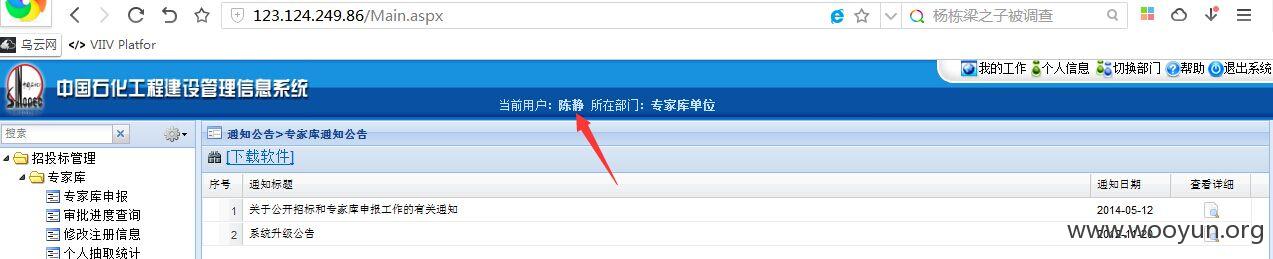 123.124.249.86/Main.aspx 杨栋梁之子被调查
乌云网 </> VIIV Platfor
中国石化工程建设管理信息系统
我的工作 个人信息 切换部门 帮助 退出系统
当前用户：陈静 所在部门：专家库单位
搜索
通知公告>专家库通知公告
招投标管理
专家库
专家库申报
审批进度查询
修改注册信息
个人抽取统计
[下载软件]
序号 通知标题 通知日期 查看详细
1 关于公开招标和专家库申报工作的有关通知 2014-05-12
2 系统升级公告
www.wooyun.org